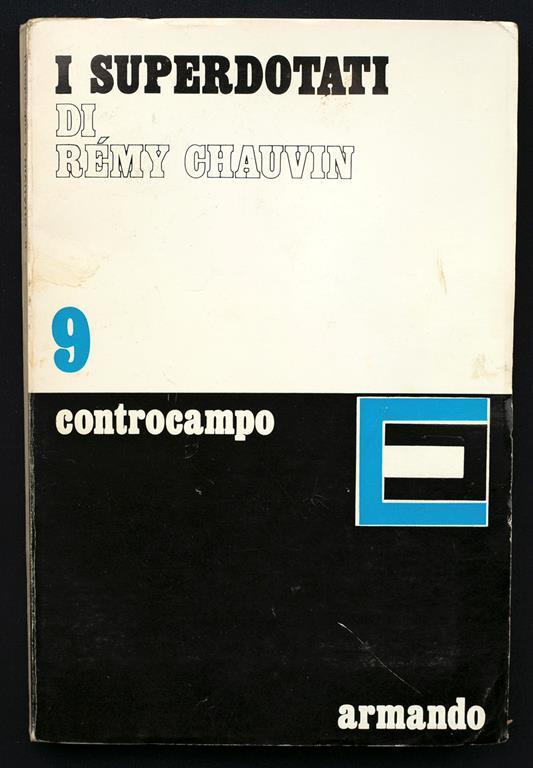 I SUPERDOTATI
DI
RÉMY CHAUVIN
9
controcampo
armando